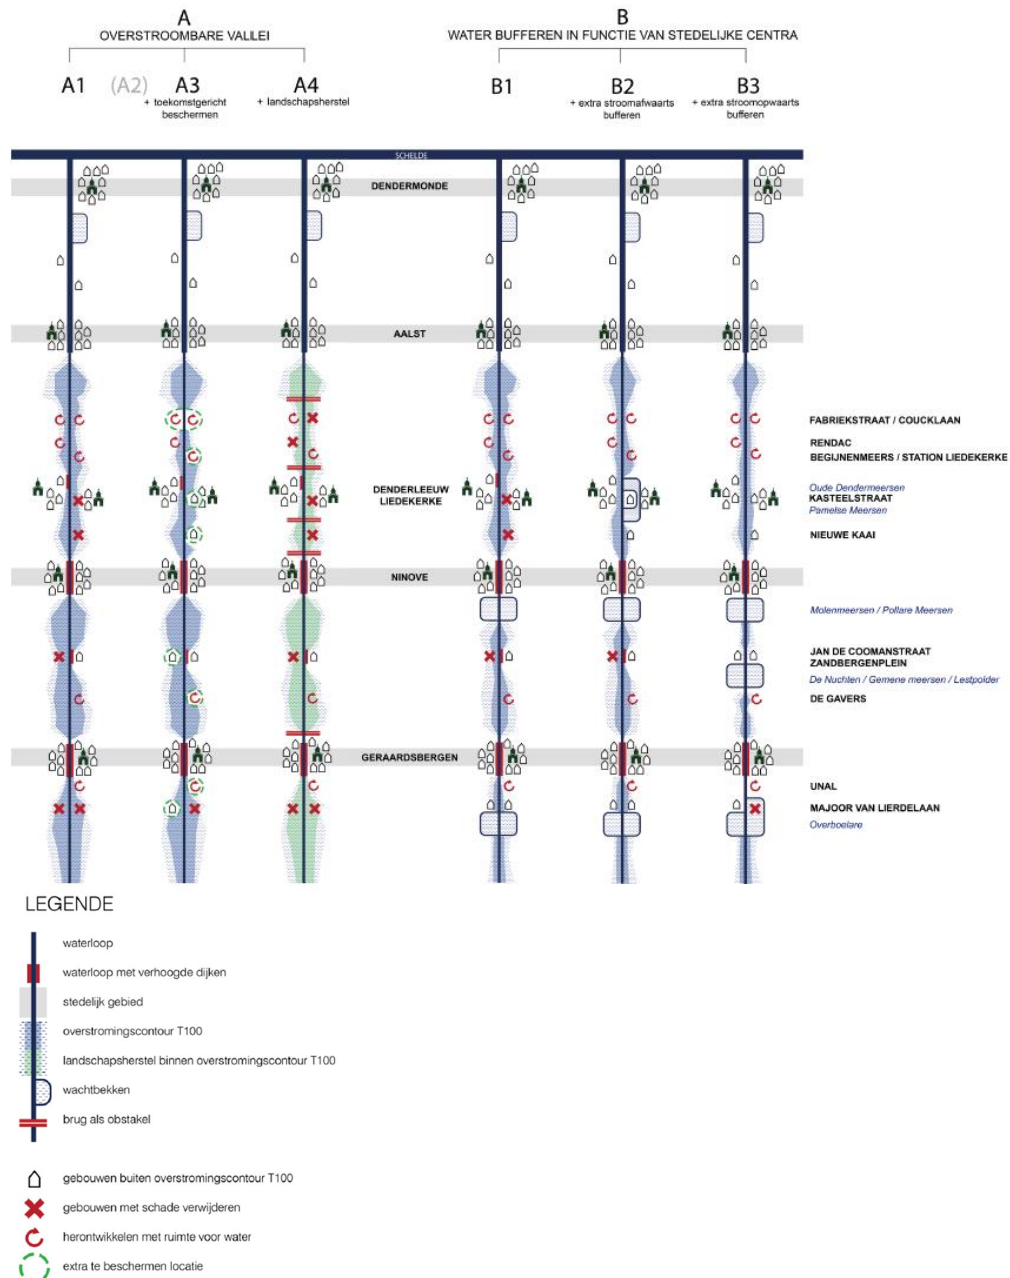 A
OVERSTROOMBARE VALLEI
B
WATER BUFFEREN IN FUNCTIE VAN STEDELIJKE CENTRA
A1
(A2)
A3
+ toekomstgericht
beschermen
A4
+ landschapsherstel
B1
B2
+ extra stroomafwaarts
bufferen
B3
+ extra stroomopwaarts
bufferen
SCHELDE
DENDERMONDE
AALST
FABRIEKSTRAAT / COUCKLAAN
RENDAC
BEGIJNENMEERS / STATION LIEDEKERKE
DENDERLEEUW
LIEDEKERKE
Oude Dendermeersen
KASTEELSTRAAT
Pamelse Meersen
NIEUWE KAAI
NINOVE
Molenmeersen / Pollare Meersen
JAN DE COOMANSTRAAT
ZANDBERGENPLEIN
De Nuchten / Gemene meersen / Lestpolder
DE GAVERS
GERAARDSBERGEN
UNAL
MAJOOR VAN LIERDELAAN
Overboelare
LEGENDE
waterloop
waterloop met verhoogde dijken
stedelijk gebied
overstromingscontour T100
landschapsherstel binnen overstromingscontour T100
wachtbekken
brug als obstakel
gebouwen buiten overstromingscontour T100
gebouwen met schade verwijderen
herontwikkelen met ruimte voor water
extra te beschermen locatie